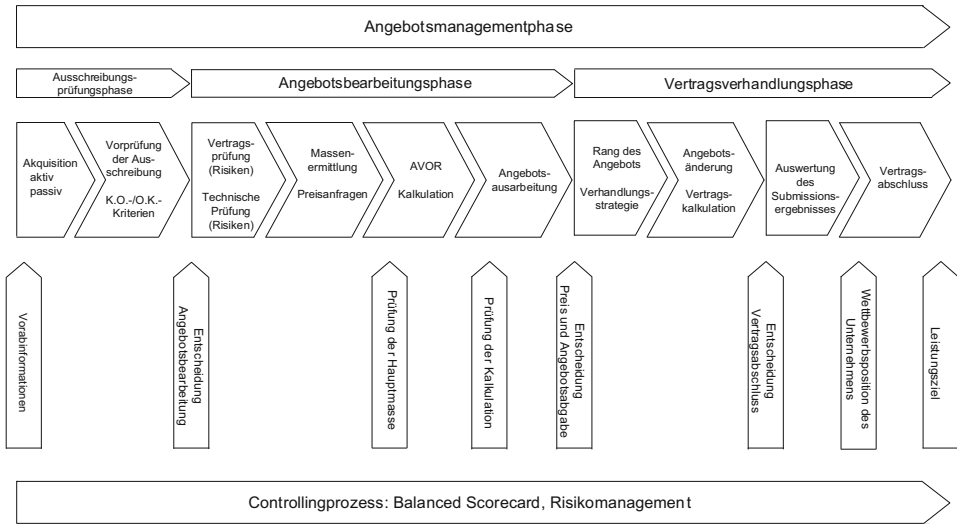 Angebotsmanagementphase
Ausschreibungs-
prüfungsphase
Angebotsbearbeitungsphase
Vertragsverhandlungsphase
Akquisition
aktiv
passiv
Vorprüfung
der Aus-
schreibung
K.O.-/O.K.-
Kriterien
Vertrags-
prüfung
(Risiken)
Technische
Prüfung
(Risiken)
Massen-
ermittlung
Preisanfragen
AVOR
Kalkulation
Angebots-
ausarbeitung
Rang des
Angebots
Verhandlungs-
strategie
Angebots-
änderung
Vertrags-
kalkulation
Auswertung
des
Submissions-
ergebnisses
Vertrags-
abschluss
Vorabinformationen
Entscheidung
Angebotsbearbeitung
Prüfung der Hauptmasse
Prüfung der Kalkulation
Entscheidung
Preis und Angebotsabgabe
Entscheidung
Vertragsabschluss
Wettbewerbsposition des
Unternehmens
Leistungsziel
Controllingprozess: Balanced Scorecard, Risikomanagement